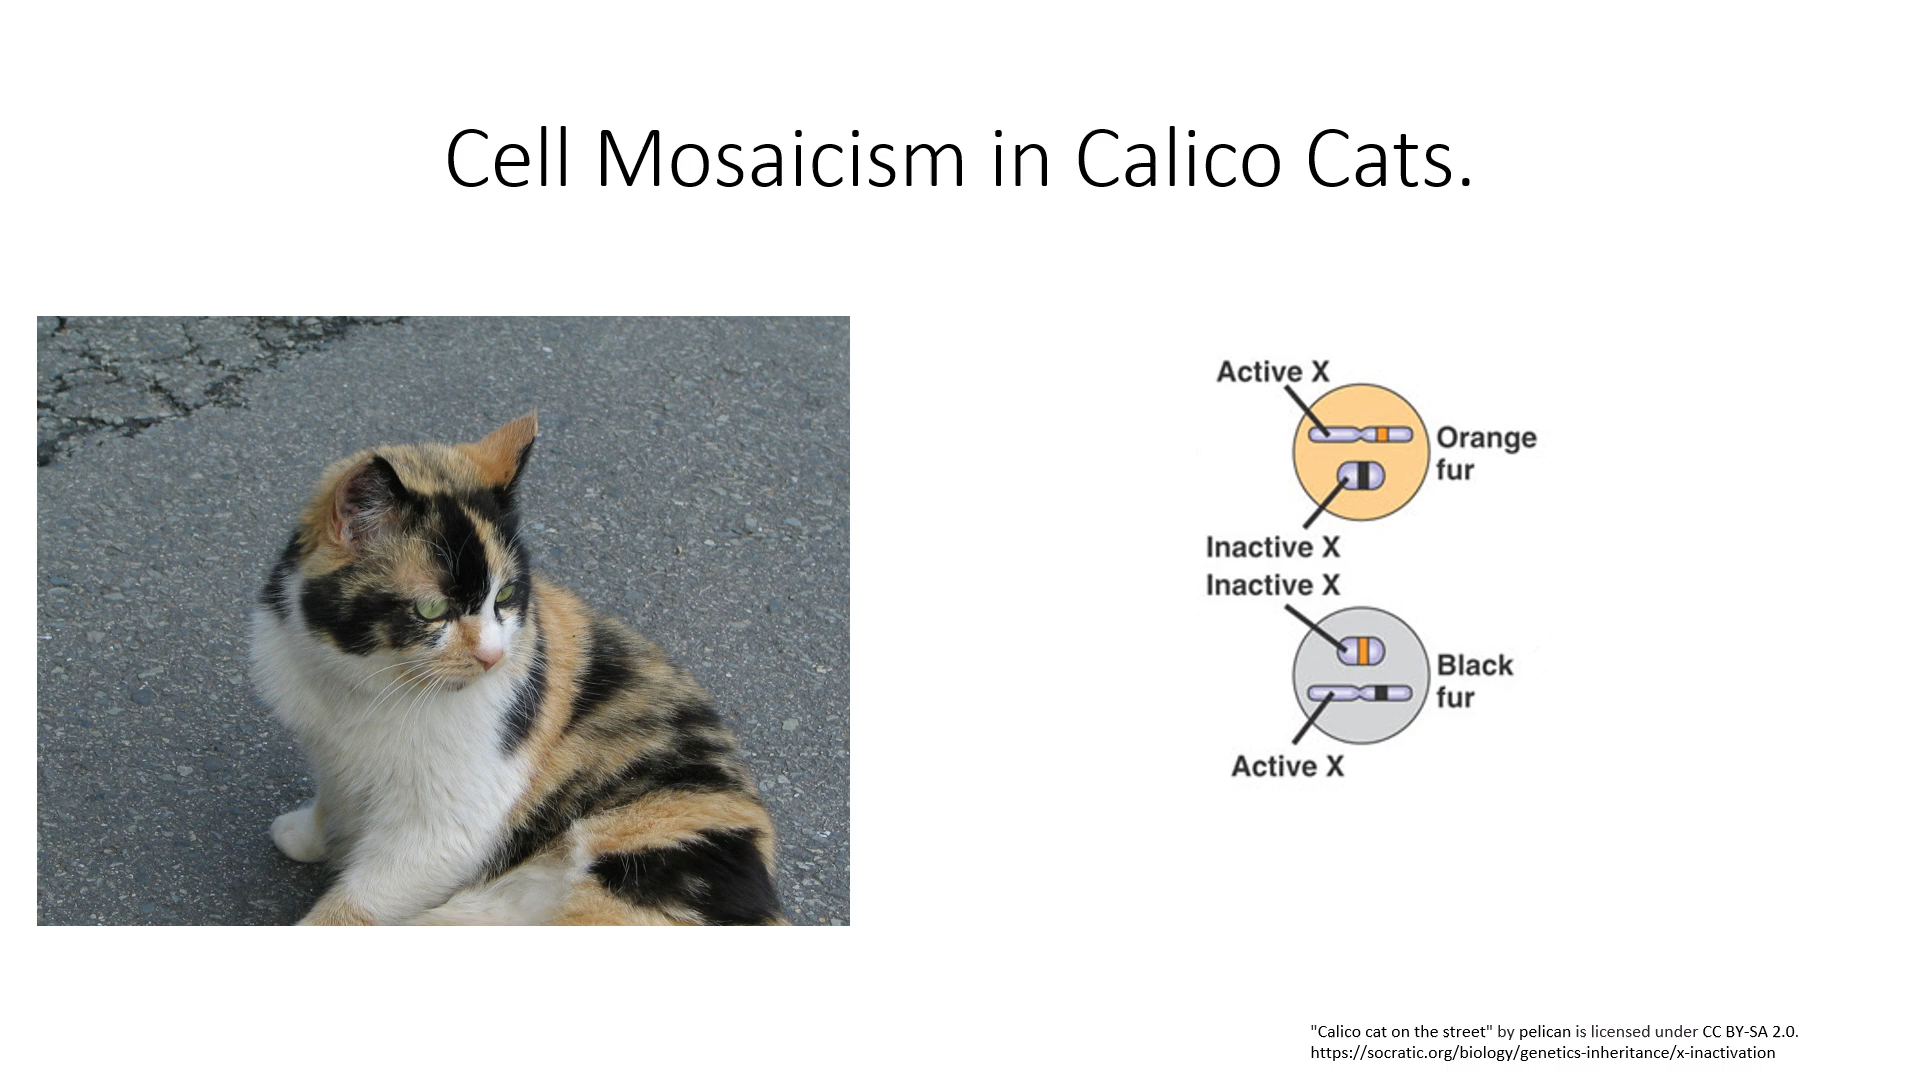 Cell Mosaicism in Calico Cats.
Active X
Orange
fur
Inactive X
Inactive X
Black
fur
Active X
"Calico cat on the street" by pelican is licensed under CC BY-SA 2.0.
https://socratic.org/biology/genetics-inheritance/x-inactivation